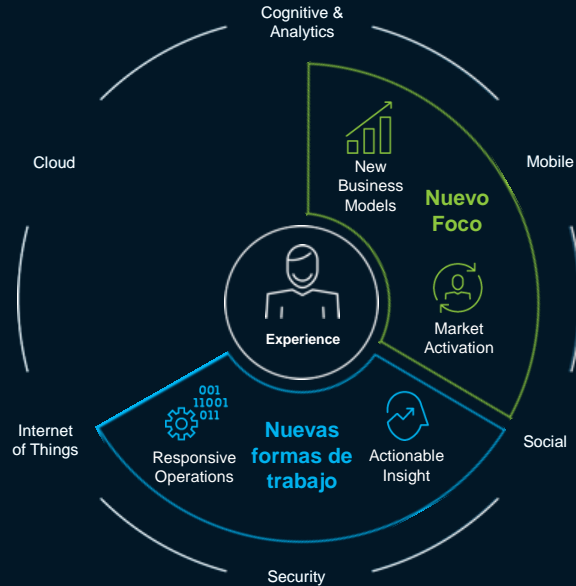 Cognitive &
Analytics
Cloud
Mobile
New
Business
Models
Nuevo
Foco
Experience
Market
Activation
001
11001
011
Internet
of Things
Responsive
Operations
Nuevas
formas de
trabajo
Actionable
Insight
Social
Security